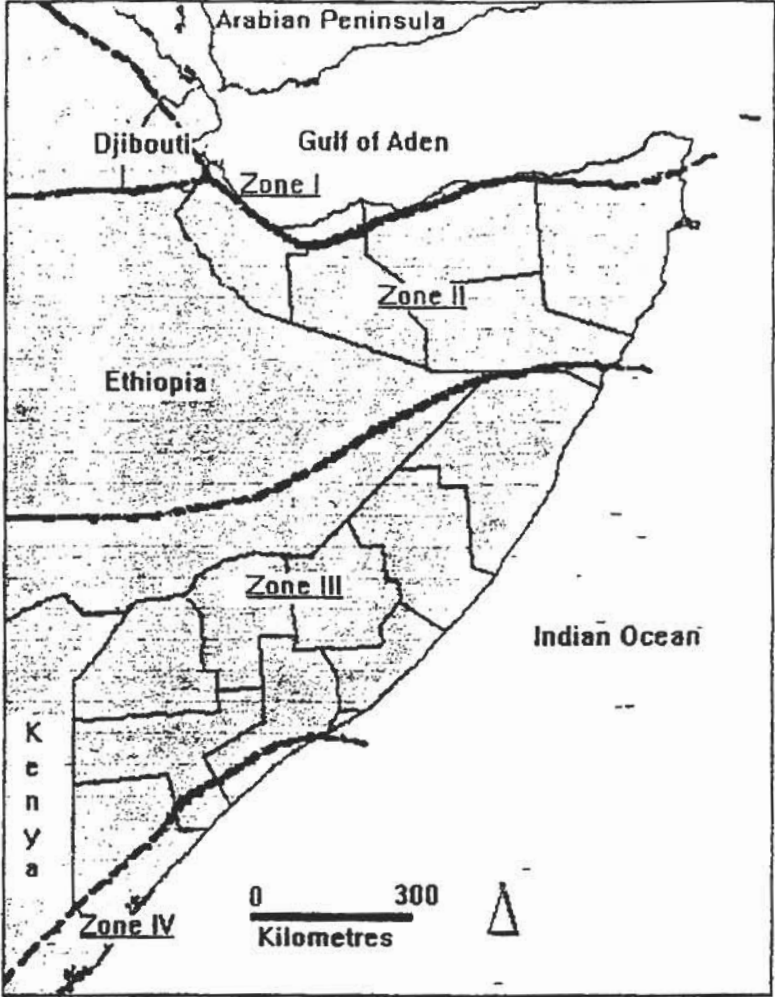 Arabian Peninsula
Djibouti
Gulf of Aden
Zone I
Zone II
Ethiopia
Zone III
Indian Ocean
Kenya
0 300
Kilometres
Zone IV